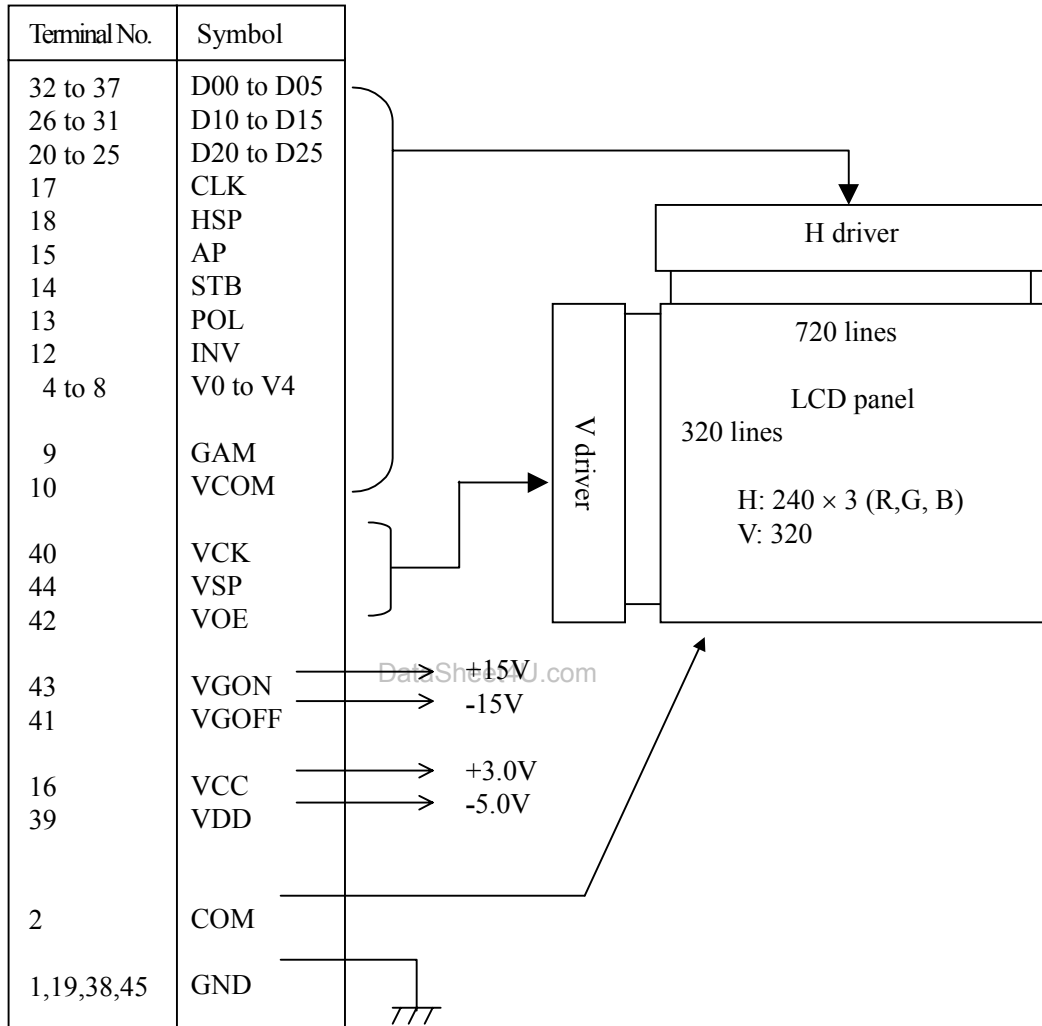 Terminal No. Symbol
32 to 37 D00 to D05
26 to 31 D10 to D15
20 to 25 D20 to D25
17 CLK
18 HSP
15 AP
14 STB
13 POL
12 INV
4 to 8 V0 to V4
9 GAM
10 VCOM
40 VCK
44 VSP
42 VOE
43 VGON +15V
41 VGOFF -15V
16 VCC +3.0V
39 VDD -5.0V
2 COM
1,19,38,45 GND
H driver
V driver
720 lines
LCD panel
320 lines
H: 240 × 3 (R,G, B)
V: 320
DataSheet4U.com